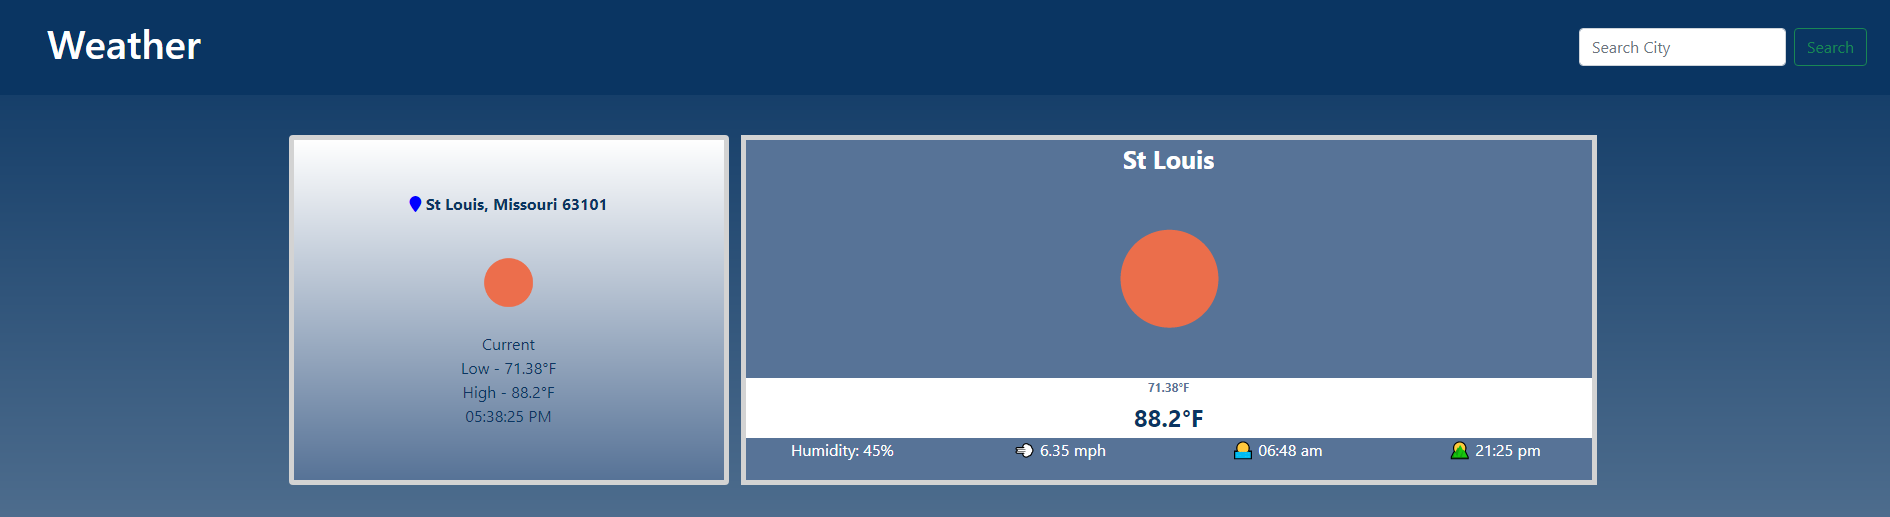 Weather
Search City
Search
St Louis, Missouri 63101
Current
Low - 71.38°F
High - 88.2°F
05:38:25 PM
St Louis
71.38°F
88.2°F
Humidity: 45%
6.35 mph
06:48 am
21:25 pm